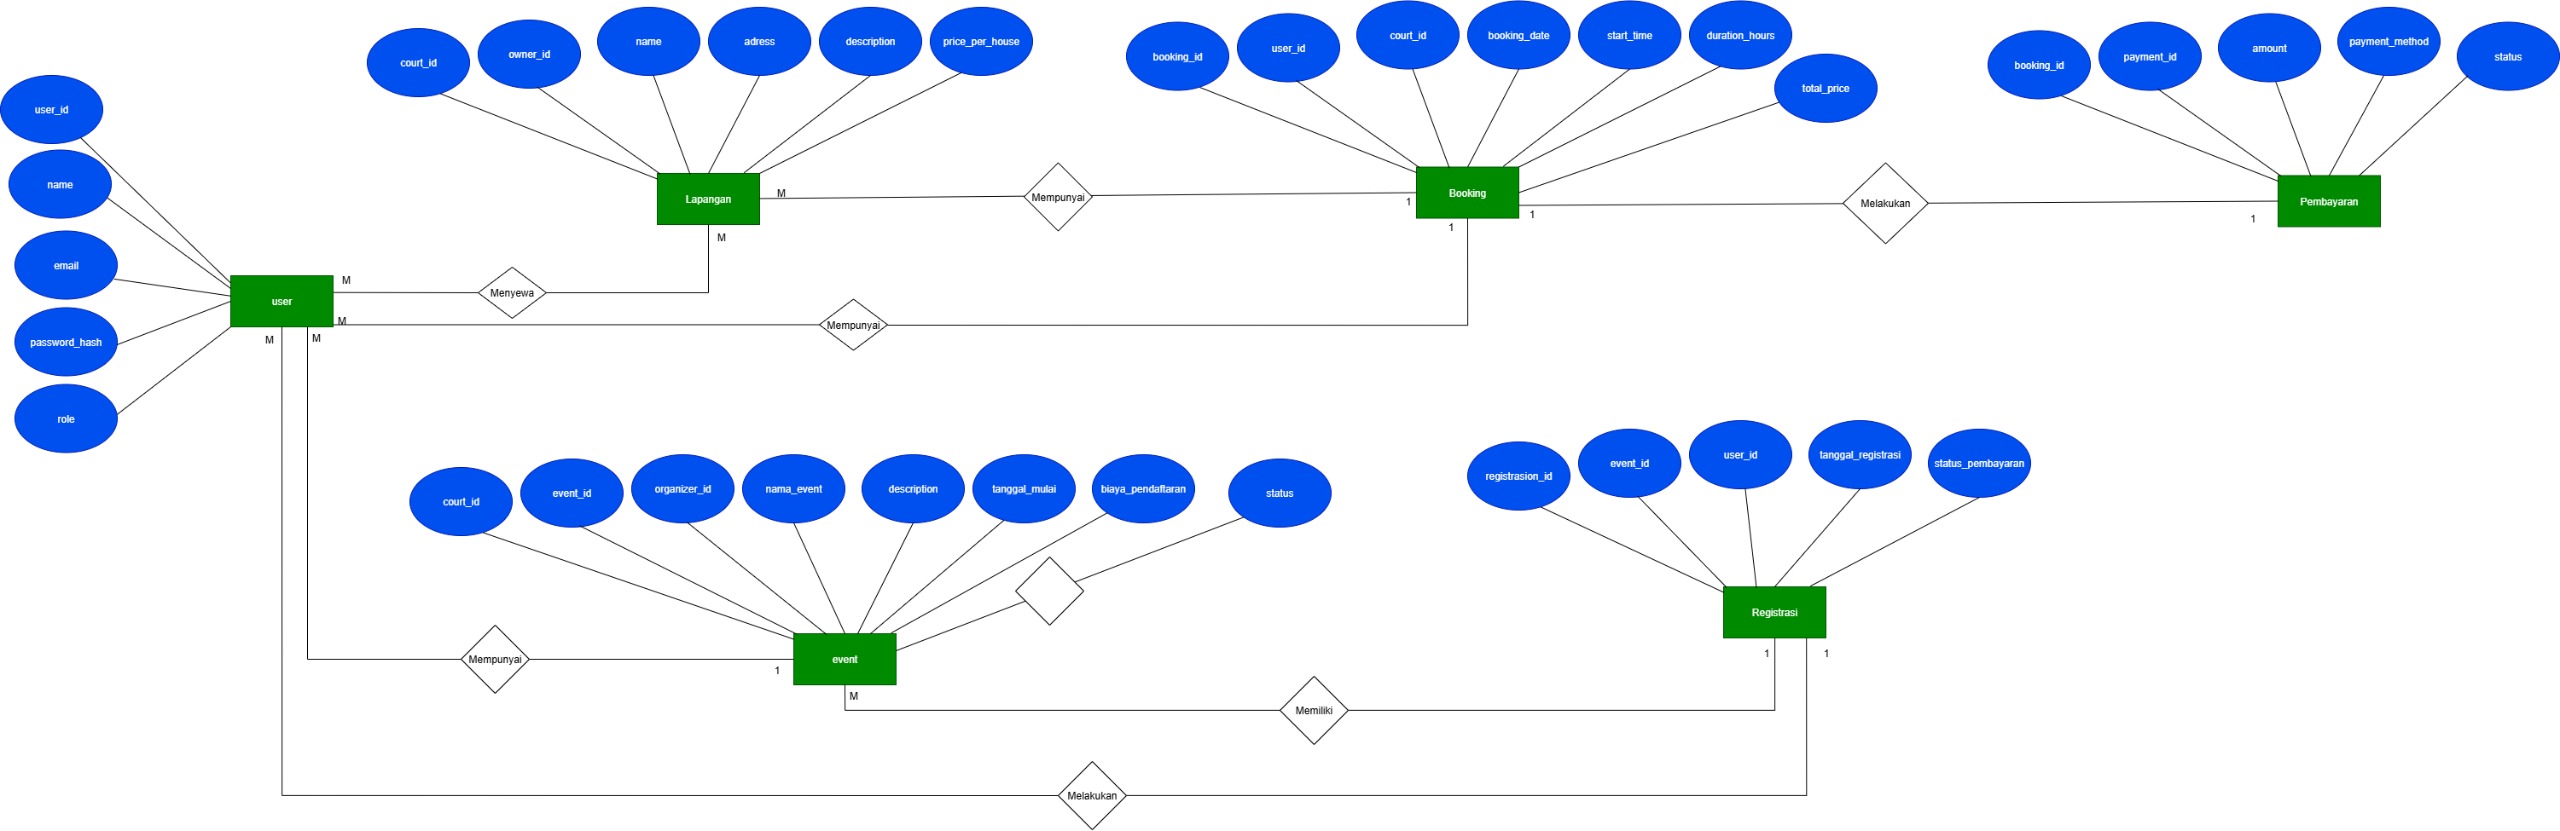 user_id
name
email
password_hash
role
user
court_id
owner_id
name
adress
description
price_per_house
Lapangan
booking_id
user_id
court_id
booking_date
start_time
duration_hours
total_price
Booking
booking_id
payment_id
amount
payment_method
status
Pembayaran
M
Mempunyai
1
1
Melakukan
1
M
Menyewa
M
M
Mempunyai
1
M
M
court_id
event_id
organizer_id
nama_event
description
tanggal_mulai
biaya_pendaftaran
status
event
registrasion_id
event_id
user_id
tanggal_registrasi
status_pembayaran
Registrasi
Mempunyai
1
M
Memiliki
1
1
Melakukan